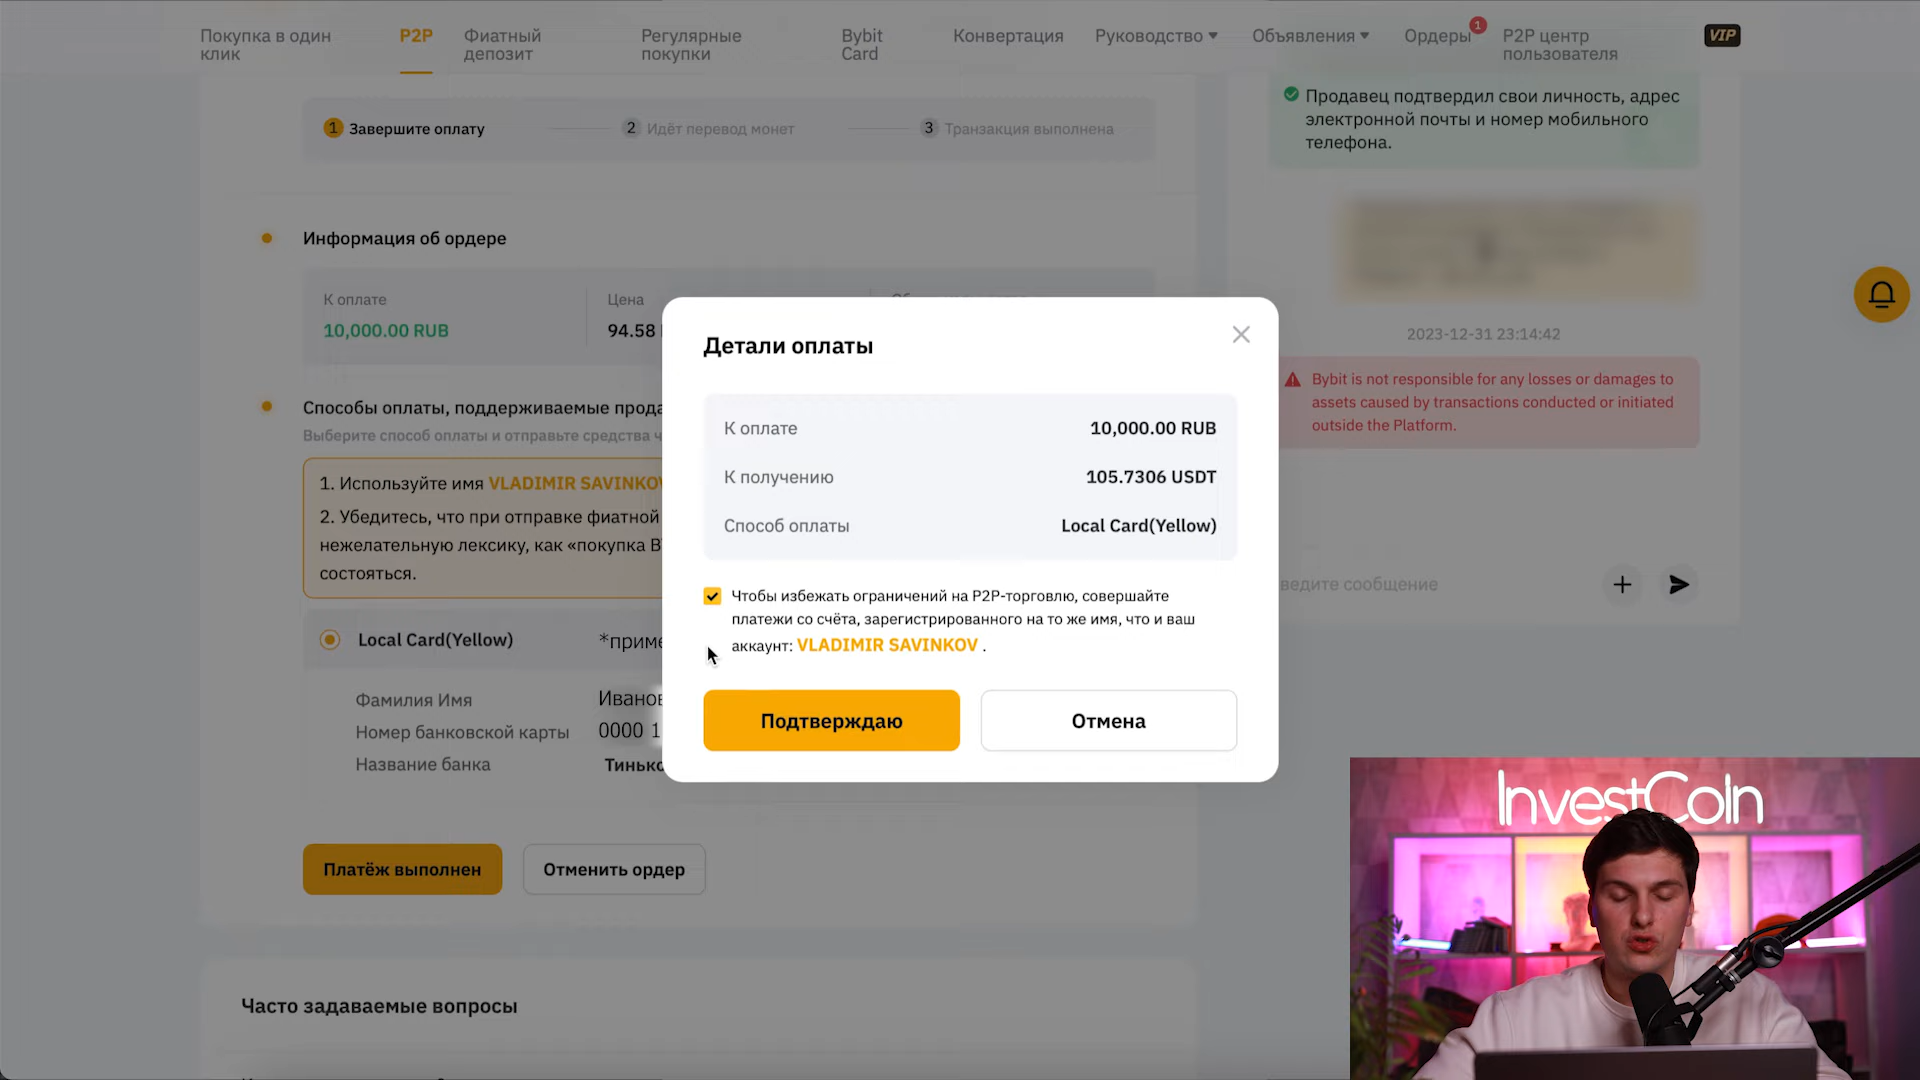 Покупка в один клик
P2P
Фиатный депозит
Регулярные покупки
Bybit Card
Конвертация
Руководство
Объявления
Ордеры
1
P2P центр пользователя
VIP
1 Завершите оплату
2 Идёт перевод монет
3 Транзакция выполнена
Продавец подтвердил свои личность, адрес
электронной почты и номер мобильного
телефона.
Информация об ордере
К оплате
10,000.00 RUB
Цена
94.58
2023-12-31 23:14:42
Bybit is not responsible for any losses or damages to
assets caused by transactions conducted or initiated
outside the Platform.
Способы оплаты, поддерживаемые прода
Выберите способ оплаты и отправьте средства ч
1. Используйте имя VLADIMIR SAVINKOV
2. Убедитесь, что при отправке фиатной
нежелательную лексику, как «покупка B
состояться.
Local Card(Yellow)
*приме
Фамилия Имя
Иванов
Номер банковской карты
0000 1
Название банка
Тинько
Платёж выполнен
Отменить ордер
Часто задаваемые вопросы
Детали оплаты
К оплате
10,000.00 RUB
К получению
105.7306 USDT
Способ оплаты
Local Card(Yellow)
Чтобы избежать ограничений на P2P-торговлю, совершайте
платежи со счёта, зарегистрированного на то же имя, что и ваш
аккаунт: VLADIMIR SAVINKOV .
Подтверждаю
Отмена
ведите сообщение
InvestCoin